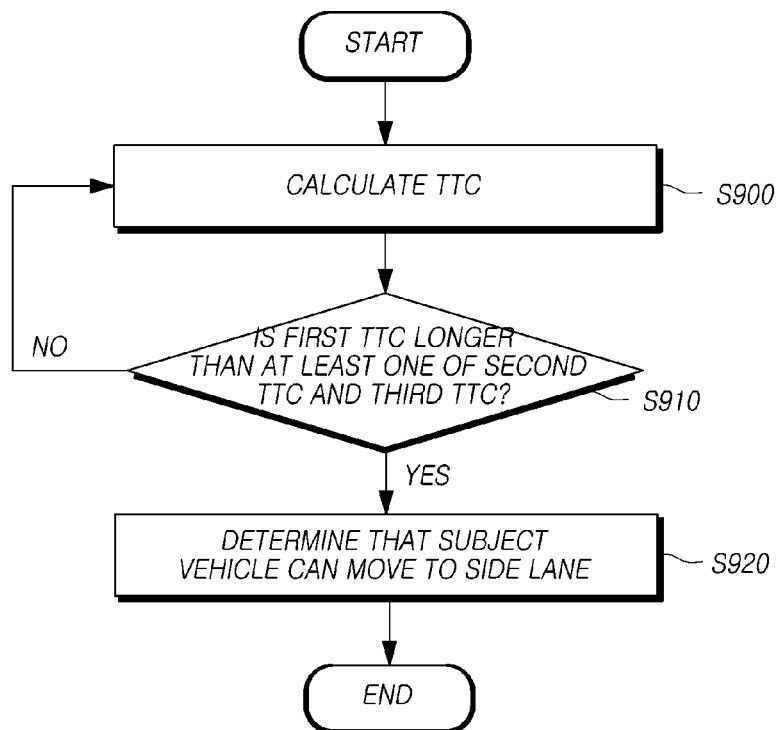 START
CALCULATE TTC
S900
IS FIRST TTC LONGER
THAN AT LEAST ONE OF SECOND
TTC AND THIRD TTC?
NO
S910
YES
DETERMINE THAT SUBJECT
VEHICLE CAN MOVE TO SIDE LANE
S920
END